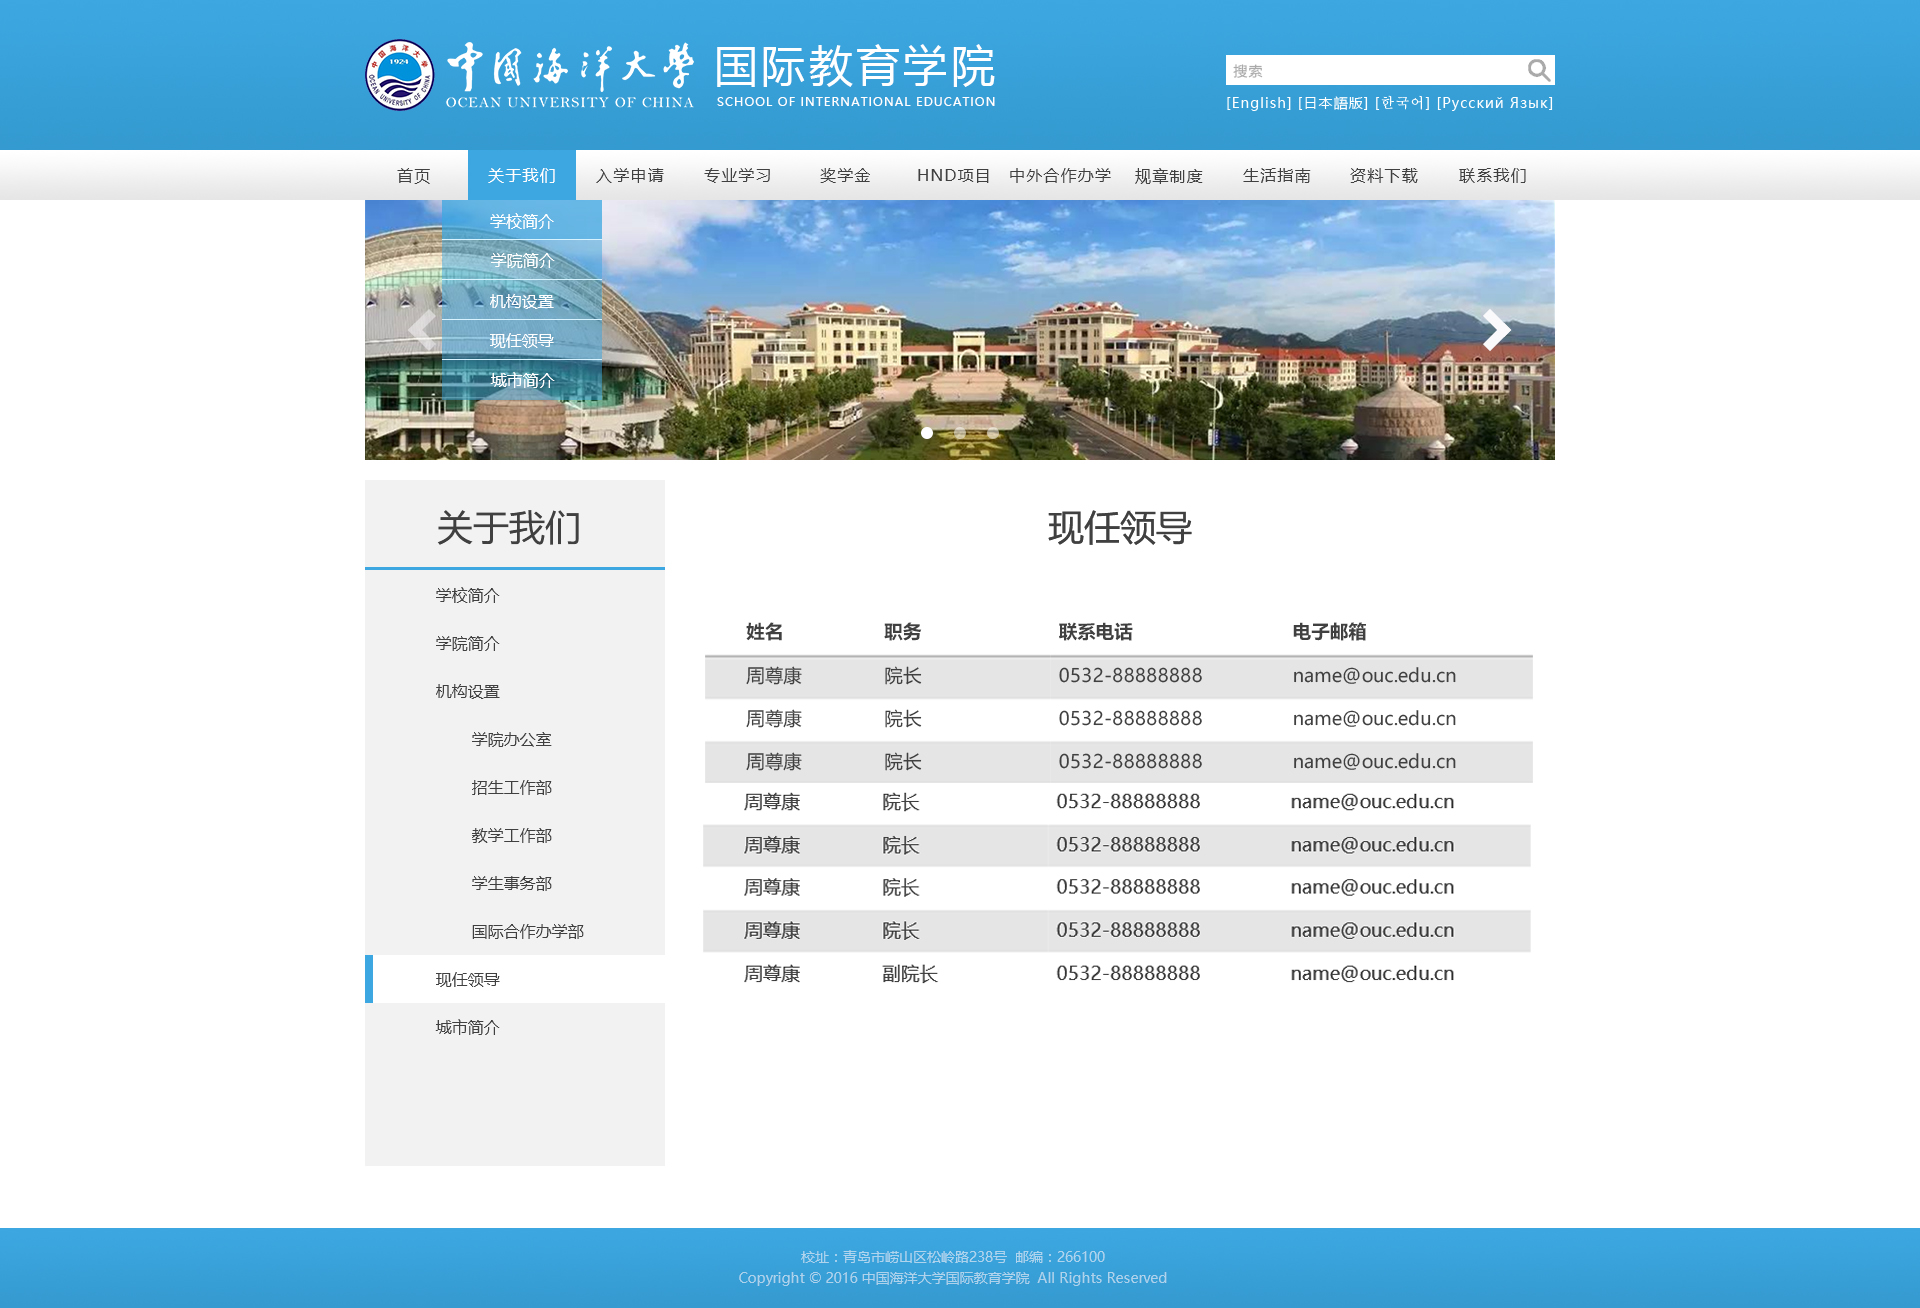 中国海洋大学 国际教育学院
OCEAN UNIVERSITY OF CHINA SCHOOL OF INTERNATIONAL EDUCATION
1924
搜索
[English] [日本語版] [한국어] [Русский Язык]
首页 关于我们 入学申请 专业学习 奖学金 HND项目 中外合作办学 规章制度 生活指南 资料下载 联系我们
学校简介
学院简介
机构设置
现任领导
城市简介
关于我们
学校简介
学院简介
机构设置
学院办公室
招生工作部
教学工作部
学生事务部
国际合作办学部
现任领导
城市简介
现任领导
姓名 职务 联系电话 电子邮箱
周尊康 院长 0532-88888888 name@ouc.edu.cn
周尊康 院长 0532-88888888 name@ouc.edu.cn
周尊康 院长 0532-88888888 name@ouc.edu.cn
周尊康 院长 0532-88888888 name@ouc.edu.cn
周尊康 院长 0532-88888888 name@ouc.edu.cn
周尊康 院长 0532-88888888 name@ouc.edu.cn
周尊康 院长 0532-88888888 name@ouc.edu.cn
周尊康 副院长 0532-88888888 name@ouc.edu.cn
校址：青岛市崂山区松岭路238号 邮编：266100
Copyright © 2016 中国海洋大学国际教育学院 All Rights Reserved